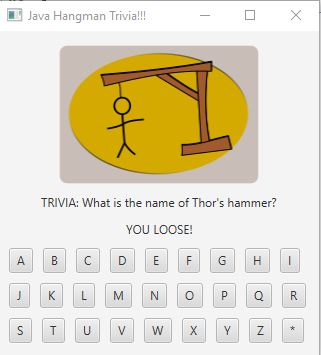 Java Hangman Trivia!!!
TRIVIA: What is the name of Thor's hammer?
YOU LOOSE!
A B C D E F G H I
J K L M N O P Q R
S T U V W X Y Z *